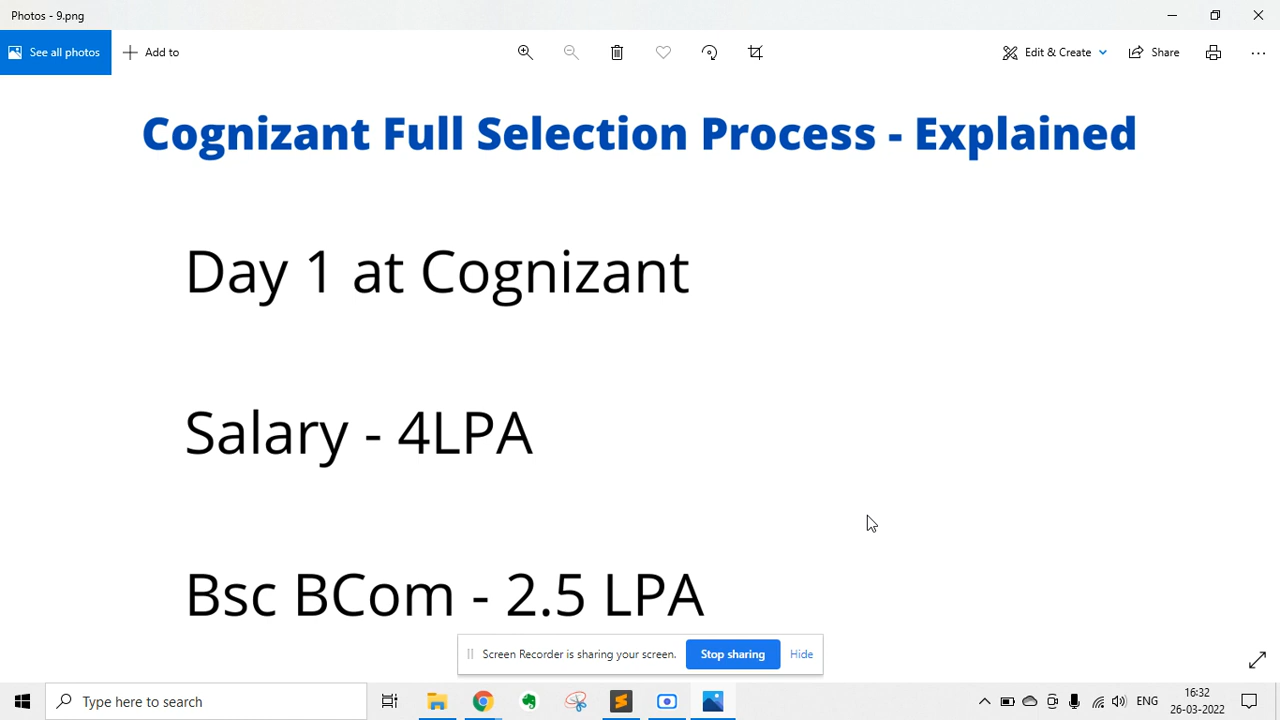 Photos - 9.png
See all photos
Add to
Edit & Create
Share
Cognizant Full Selection Process - Explained
Day 1 at Cognizant
Salary - 4LPA
Bsc BCom - 2.5 LPA
Screen Recorder is sharing your screen.
Stop sharing
Hide
Type here to search
ENG
16:32
26-03-2022